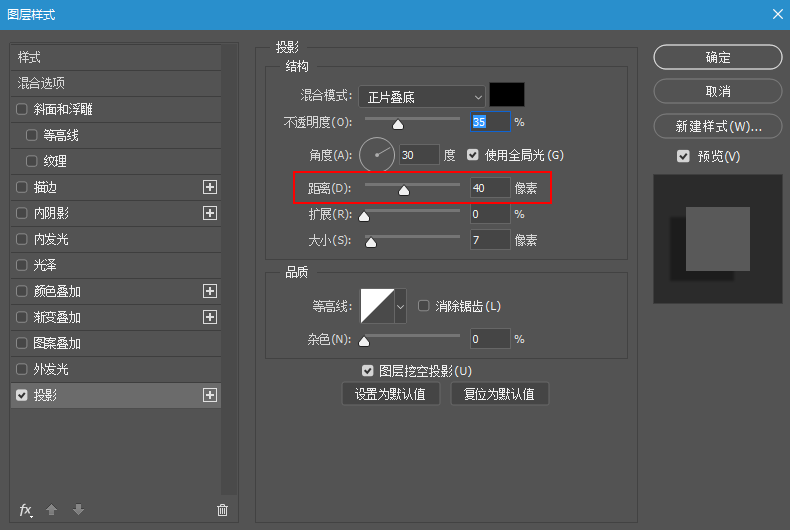 图层样式
样式
混合选项
斜面和浮雕
等高线
纹理
描边
内阴影
内发光
光泽
颜色叠加
渐变叠加
图案叠加
外发光
投影
fx
投影
结构
混合模式: 正片叠底
不透明度(O): 35 %
角度(A): 30 度 使用全局光(G)
距离(D): 40 像素
扩展(R): 0 %
大小(S): 7 像素
品质
等高线: 消除锯齿(L)
杂色(N): 0 %
图层挖空投影(U)
设置为默认值 复位为默认值
确定
取消
新建样式(W)...
预览(V)